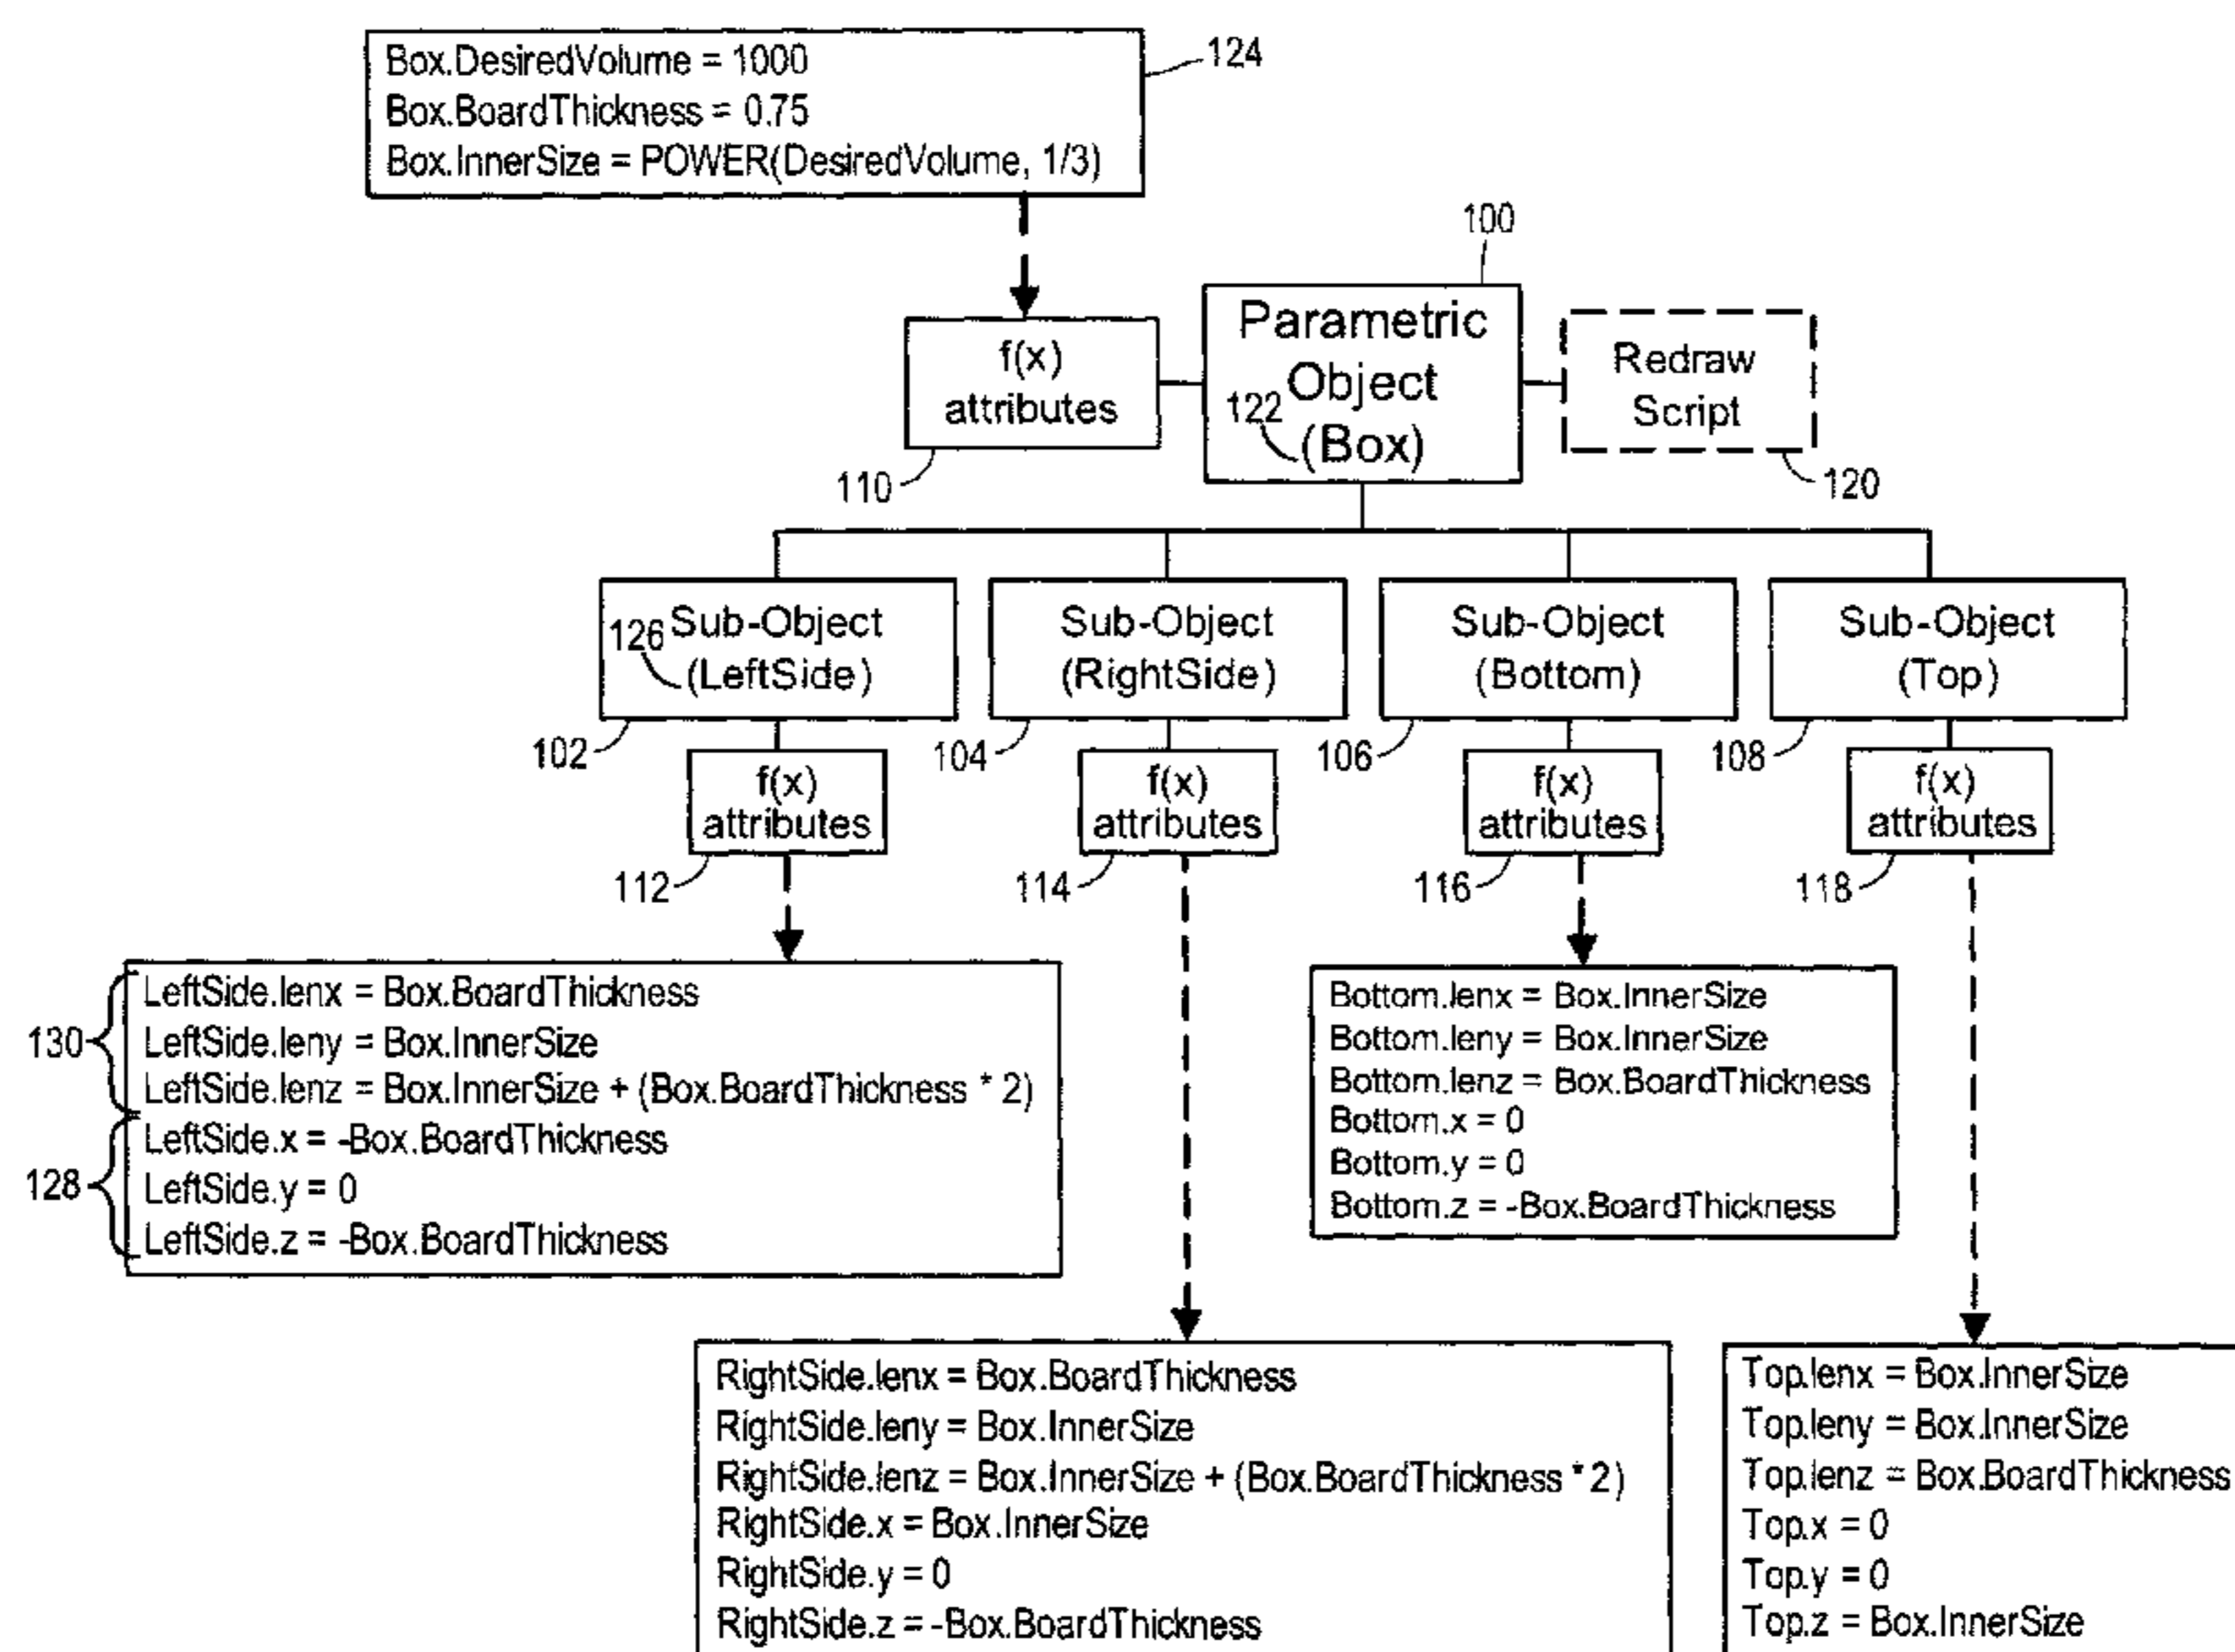 Box.DesiredVolume = 1000
Box.BoardThickness = 0.75
Box.InnerSize = POWER(DesiredVolume, 1/3)
124
100
f(x)
attributes
110
Parametric
Object
122
(Box)
Redraw
Script
120
Sub-Object
126
(LeftSide)
102
Sub-Object
(RightSide)
104
Sub-Object
(Bottom)
106
Sub-Object
(Top)
108
f(x)
attributes
112
f(x)
attributes
114
f(x)
attributes
116
f(x)
attributes
118
130
LeftSide.lenx = Box.BoardThickness
LeftSide.leny = Box.InnerSize
LeftSide.lenz = Box.InnerSize + (Box.BoardThickness * 2)
128
LeftSide.x = -Box.BoardThickness
LeftSide.y = 0
LeftSide.z = -Box.BoardThickness
Bottom.lenx = Box.InnerSize
Bottom.leny = Box.InnerSize
Bottom.lenz = Box.BoardThickness
Bottom.x = 0
Bottom.y = 0
Bottom.z = -Box.BoardThickness
RightSide.lenx = Box.BoardThickness
RightSide.leny = Box.InnerSize
RightSide.lenz = Box.InnerSize + (Box.BoardThickness * 2)
RightSide.x = Box.InnerSize
RightSide.y = 0
RightSide.z = -Box.BoardThickness
Top.lenx = Box.InnerSize
Top.leny = Box.InnerSize
Top.lenz = Box.BoardThickness
Top.x = 0
Top.y = 0
Top.z = Box.InnerSize